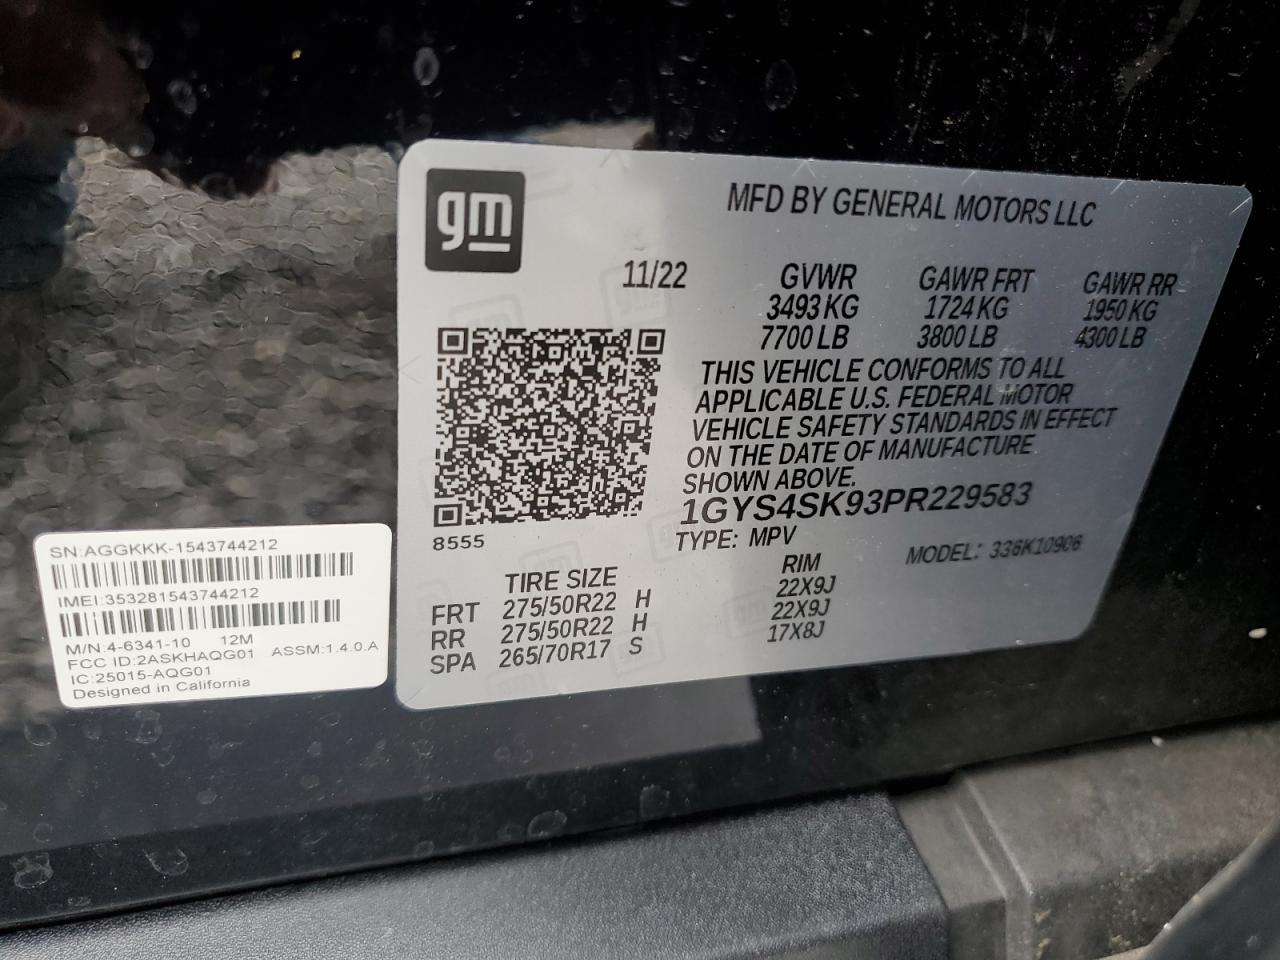 gm
MFD BY GENERAL MOTORS LLC
11/22 GVWR GAWR FRT GAWR RR
3493 KG 1724 KG 1950 KG
7700 LB 3800 LB 4300 LB
THIS VEHICLE CONFORMS TO ALL
APPLICABLE U.S. FEDERAL MOTOR
VEHICLE SAFETY STANDARDS IN EFFECT
ON THE DATE OF MANUFACTURE
SHOWN ABOVE.
1GYS4SK93PR229583
8555
TYPE: MPV MODEL: 336K10906
TIRE SIZE RIM
FRT 275/50R22 H 22X9J
RR 275/50R22 H 22X9J
SPA 265/70R17 S 17X8J
SN:AGGKKK-1543744212
IMEI:353281543744212
M/N:4-6341-10 12M
FCC ID:2ASKHAQG01 ASSM:1.4.0.A
IC:25015-AQG01
Designed in California